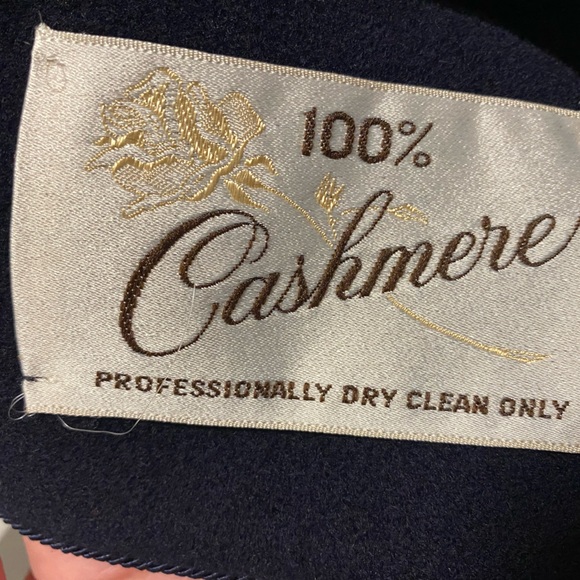 100%
Cashmere
PROFESSIONALLY DRY CLEAN ONLY